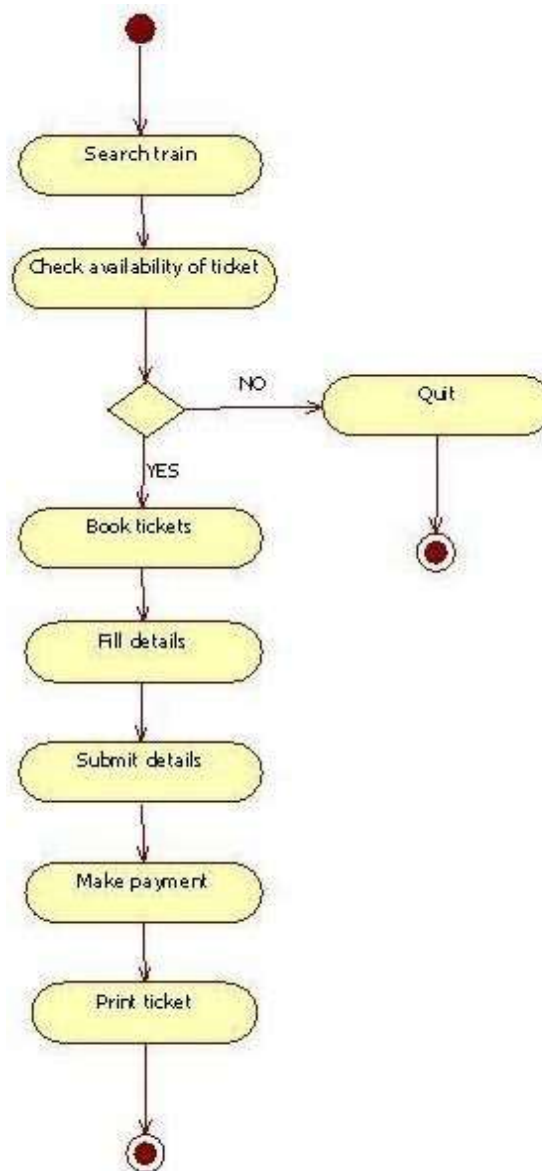 Search train
Check availability of ticket
NO
Quit
YES
Book tickets
Fill details
Submit details
Make payment
Print ticket